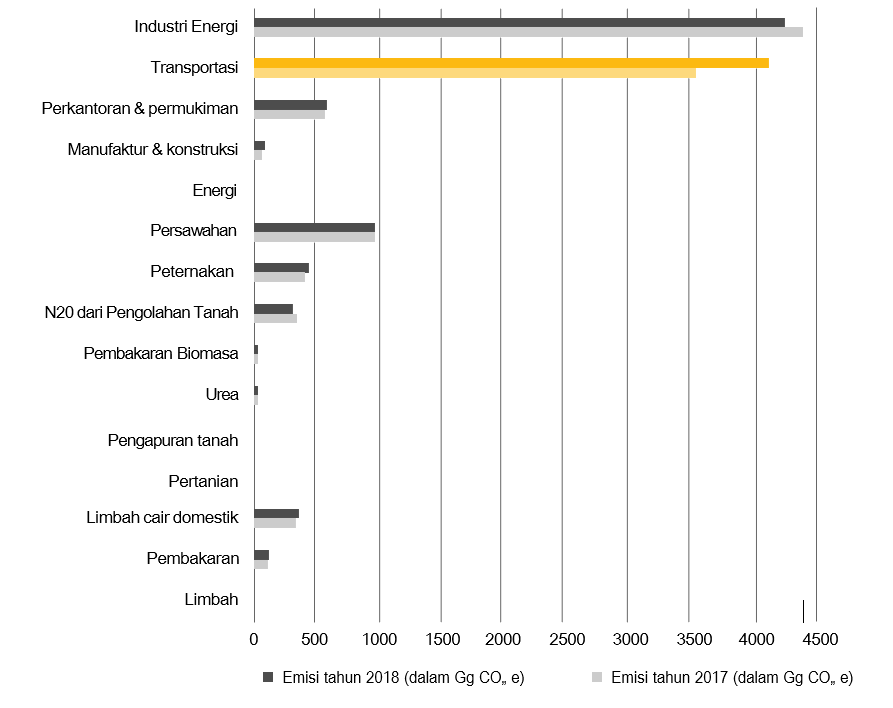 Industri Energi
Transportasi
Perkantoran & permukiman
Manufaktur & konstruksi
Energi
Persawahan
Peternakan
N20 dari Pengolahan Tanah
Pembakaran Biomasa
Urea
Pengapuran tanah
Pertanian
Limbah cair domestik
Pembakaran
Limbah
0 500 1000 1500 2000 2500 3000 3500 4000 4500
Emisi tahun 2018 (dalam Gg CO„ e) Emisi tahun 2017 (dalam Gg CO„ e)